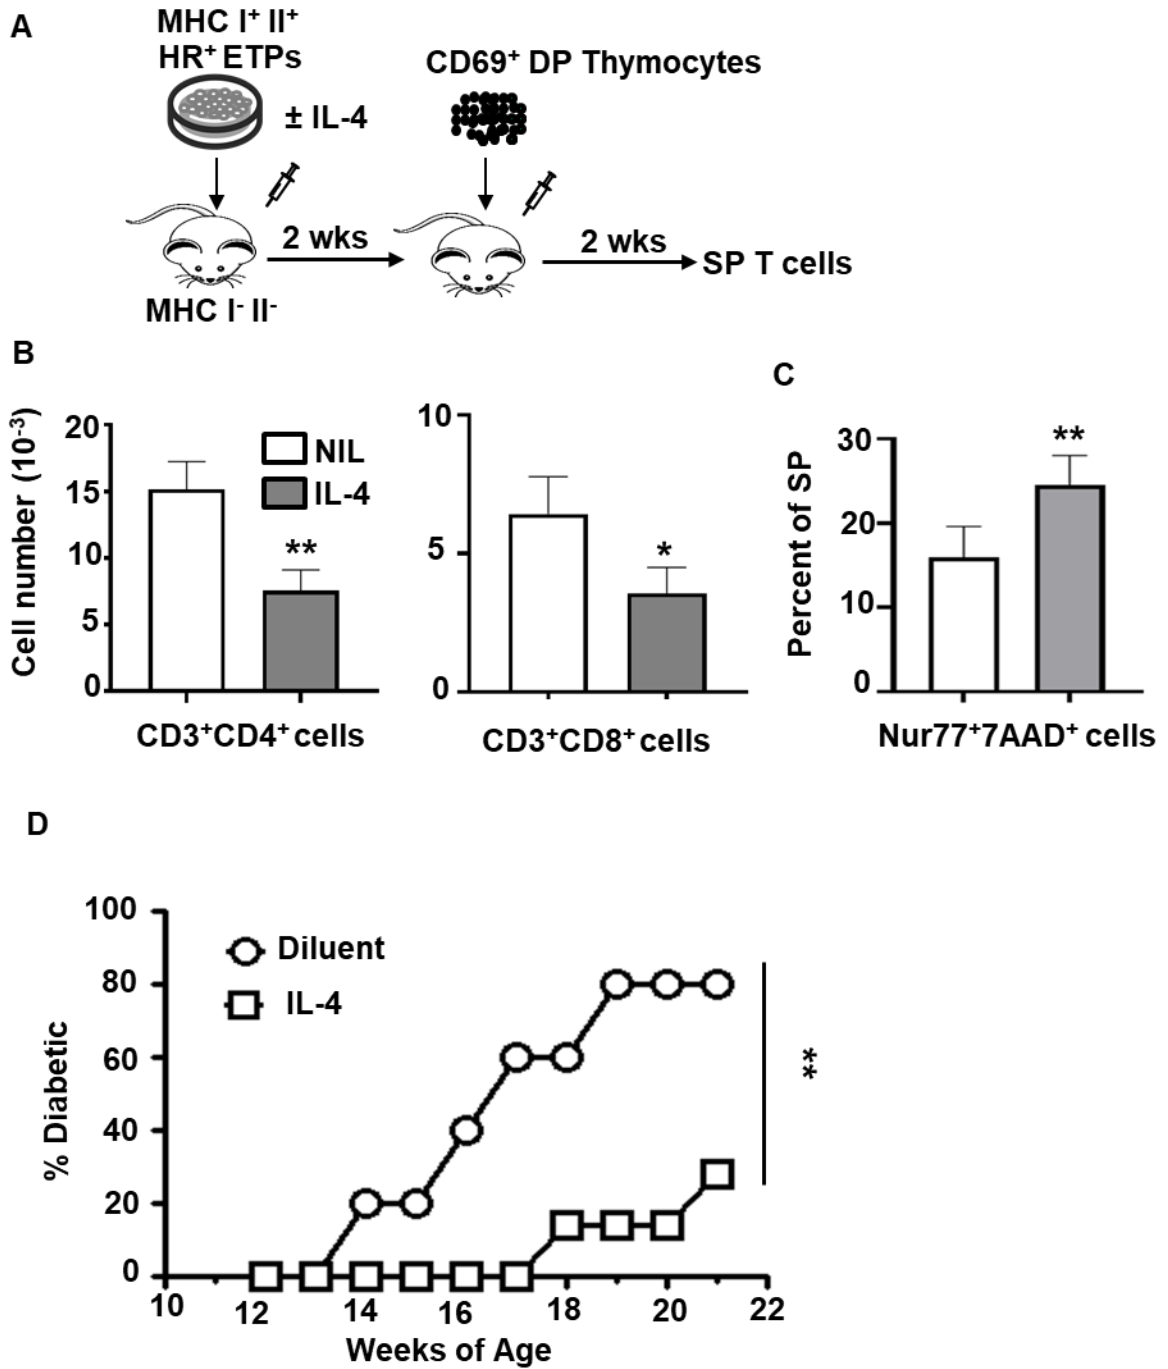 A
MHC I⁺ II⁺
HR⁺ ETPs
± IL-4
CD69⁺ DP Thymocytes
2 wks
2 wks
SP T cells
MHC I⁻ II⁻
B
Cell number (10⁻³)
20
15
10
5
0
NIL
IL-4
**
CD3⁺CD4⁺ cells
10
5
0
*
CD3⁺CD8⁺ cells
C
Percent of SP
30
20
10
0
**
Nur77⁺7AAD⁺ cells
D
% Diabetic
100
80
60
40
20
0
Diluent
IL-4
**
10 12 14 16 18 20 22
Weeks of Age